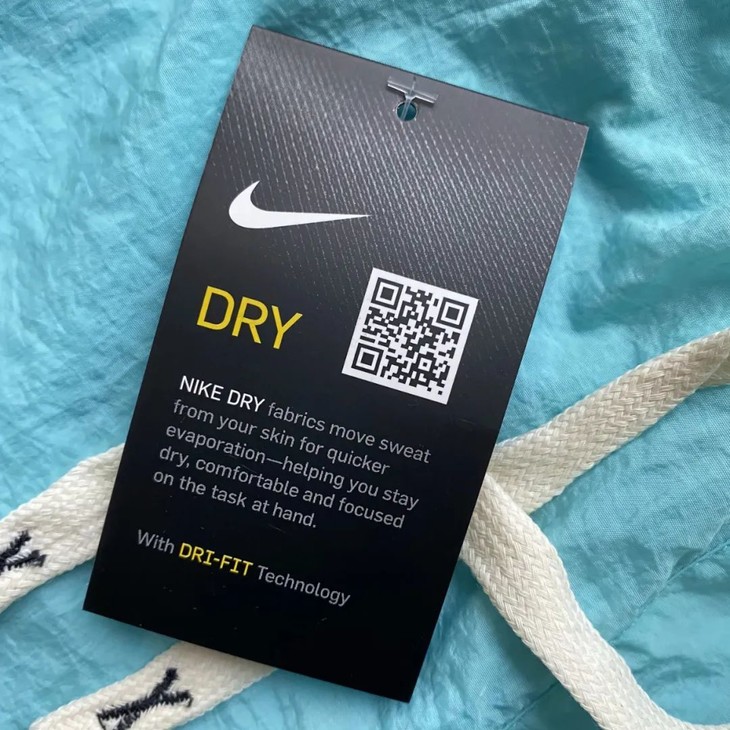 DRY
NIKE DRY fabrics move sweat
from your skin for quicker
evaporation—helping you stay
dry, comfortable and focused
on the task at hand.
With DRI-FIT Technology